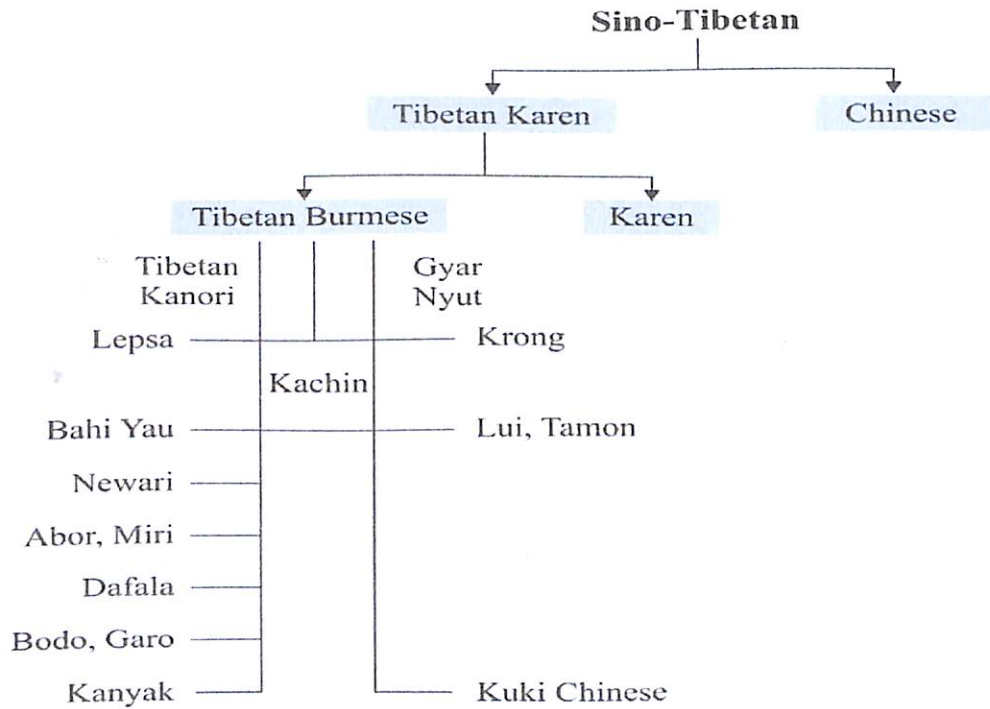 Sino-Tibetan
Tibetan Karen
Chinese
Tibetan Burmese
Karen
Tibetan
Kanori
Gyar
Nyut
Lepsa
Krong
Kachin
Bahi Yau
Lui, Tamon
Newari
Abor, Miri
Dafala
Bodo, Garo
Kanyak
Kuki Chinese